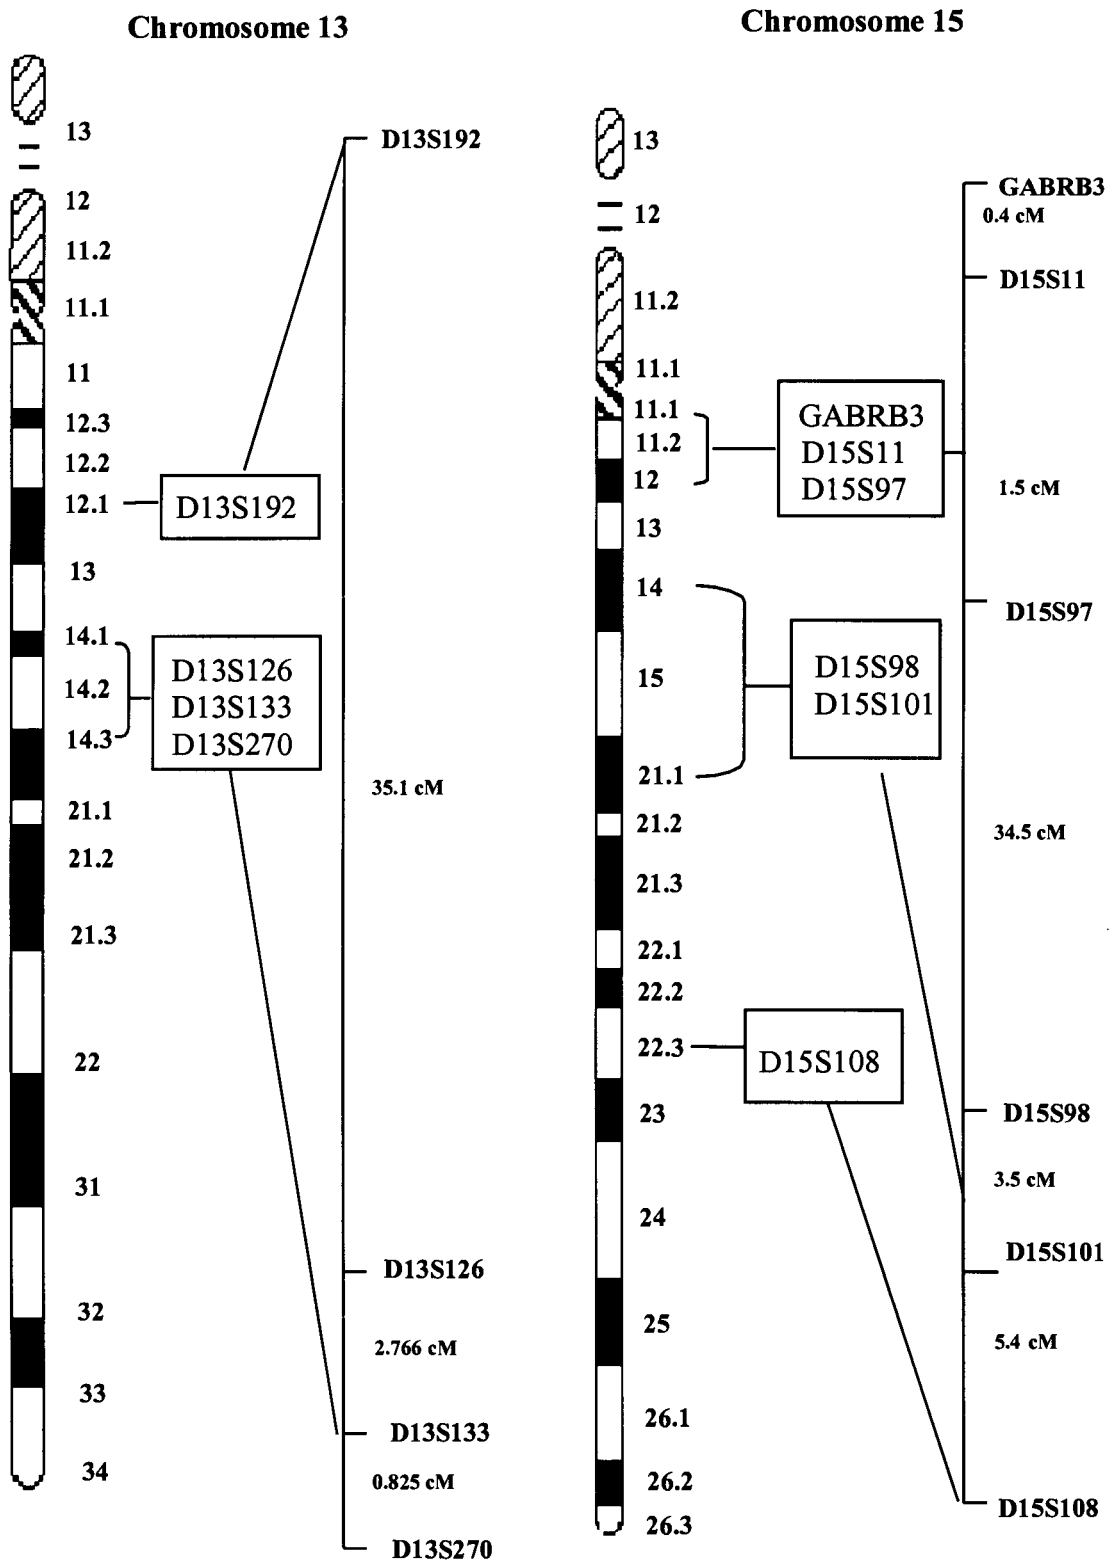 Chromosome 13
13
12
11.2
11.1
11
12.3
12.2
12.1
13
14.1
14.2
14.3
21.1
21.2
21.3
22
31
32
33
34
D13S192
D13S126
D13S133
D13S270
D13S192
35.1 cM
D13S126
2.766 cM
D13S133
0.825 cM
D13S270
Chromosome 15
13
12
11.2
11.1
11.1
11.2
12
13
14
15
21.1
21.2
21.3
22.1
22.2
22.3
23
24
25
26.1
26.2
26.3
GABRB3
D15S11
D15S97
D15S98
D15S101
D15S108
GABRB3
0.4 cM
D15S11
1.5 cM
D15S97
34.5 cM
D15S98
3.5 cM
D15S101
5.4 cM
D15S108